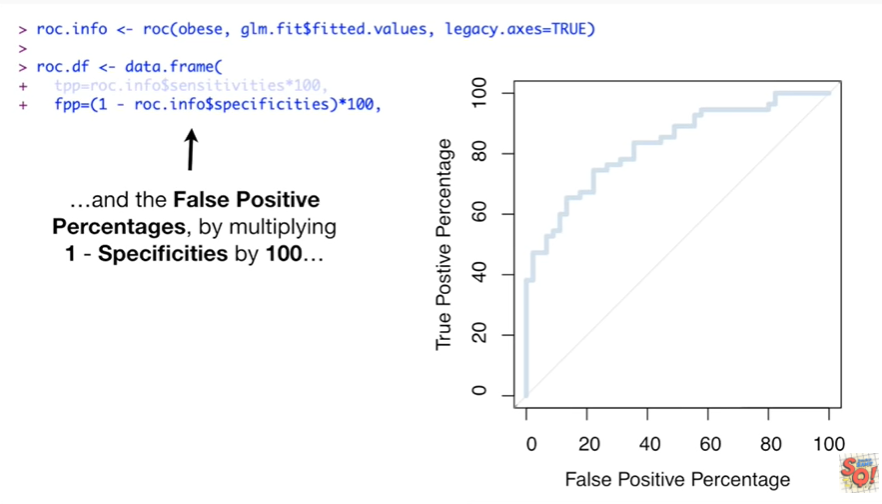 > roc.info <- roc(obese, glm.fit$fitted.values, legacy.axes=TRUE)
>
> roc.df <- data.frame(
+   tpp=roc.info$sensitivities*100,
+   fpp=(1 - roc.info$specificities)*100,
…and the False Positive
Percentages, by multiplying
1 - Specificities by 100…
True Postive Percentage
100
80
60
40
20
0
0 20 40 60 80 100
False Positive Percentage
SQ!